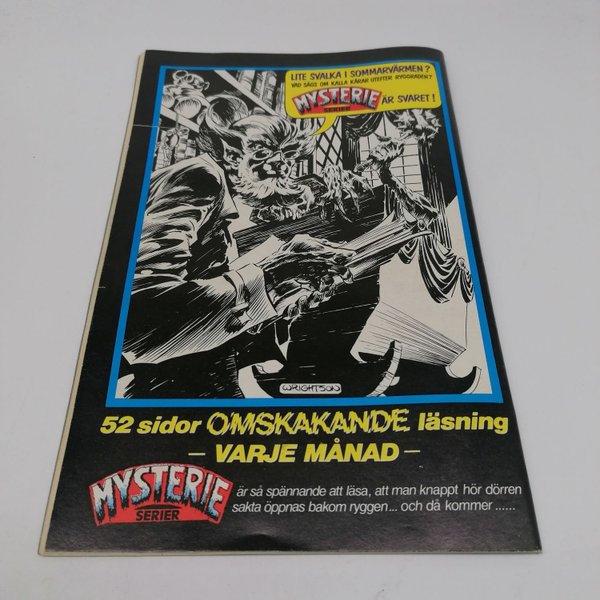 LITE SVALKA I SOMMARVÄRMEN?
VAD SÄGS OM KALLA KÅRAR UTEFTER RYGGRADEN?
MYSTERIE
SERIER
ÄR SVARET!
WRIGHTSON
52 sidor OMSKAKANDE läsning
– VARJE MÅNAD –
MYSTERIE
SERIER
är så spännande att läsa, att man knappt hör dörren
sakta öppnas bakom ryggen... och då kommer ......